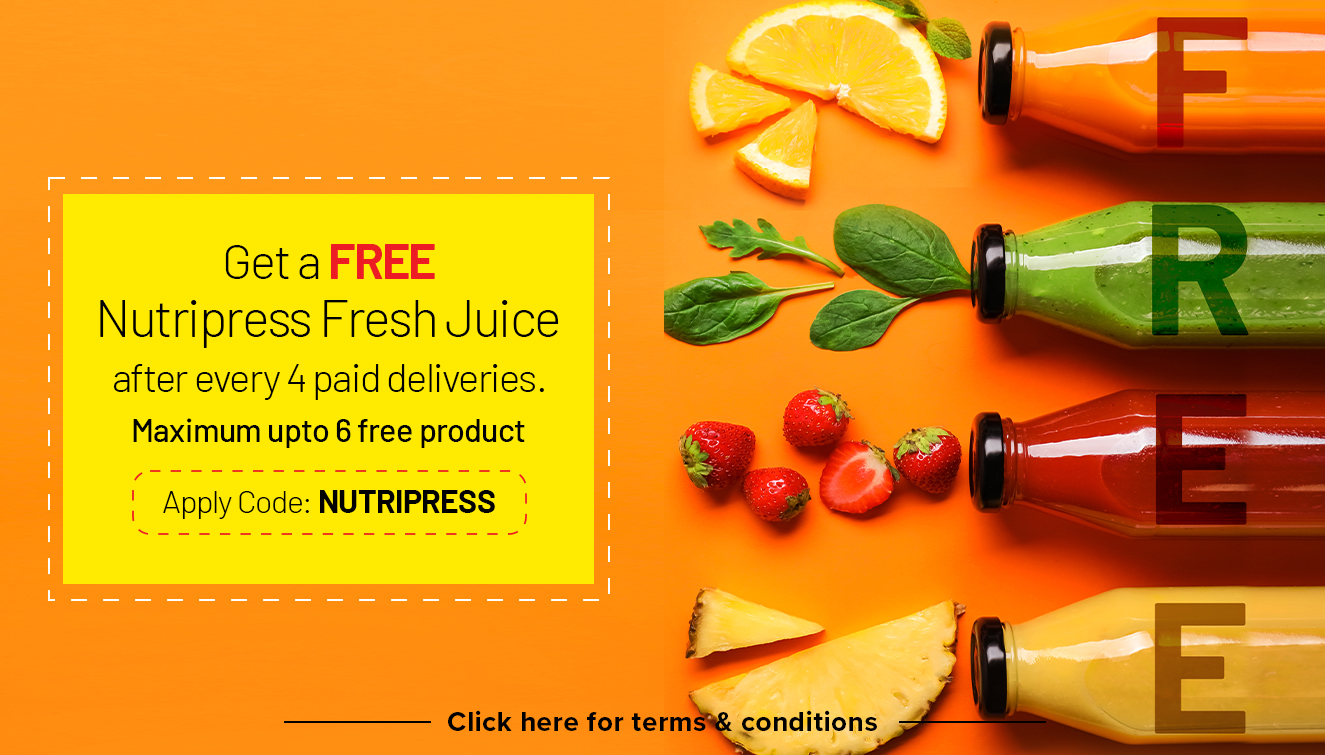 Get a FREE
Nutripress Fresh Juice
after every 4 paid deliveries.
Maximum upto 6 free product
Apply Code: NUTRIPRESS
F
R
E
E
Click here for terms & conditions